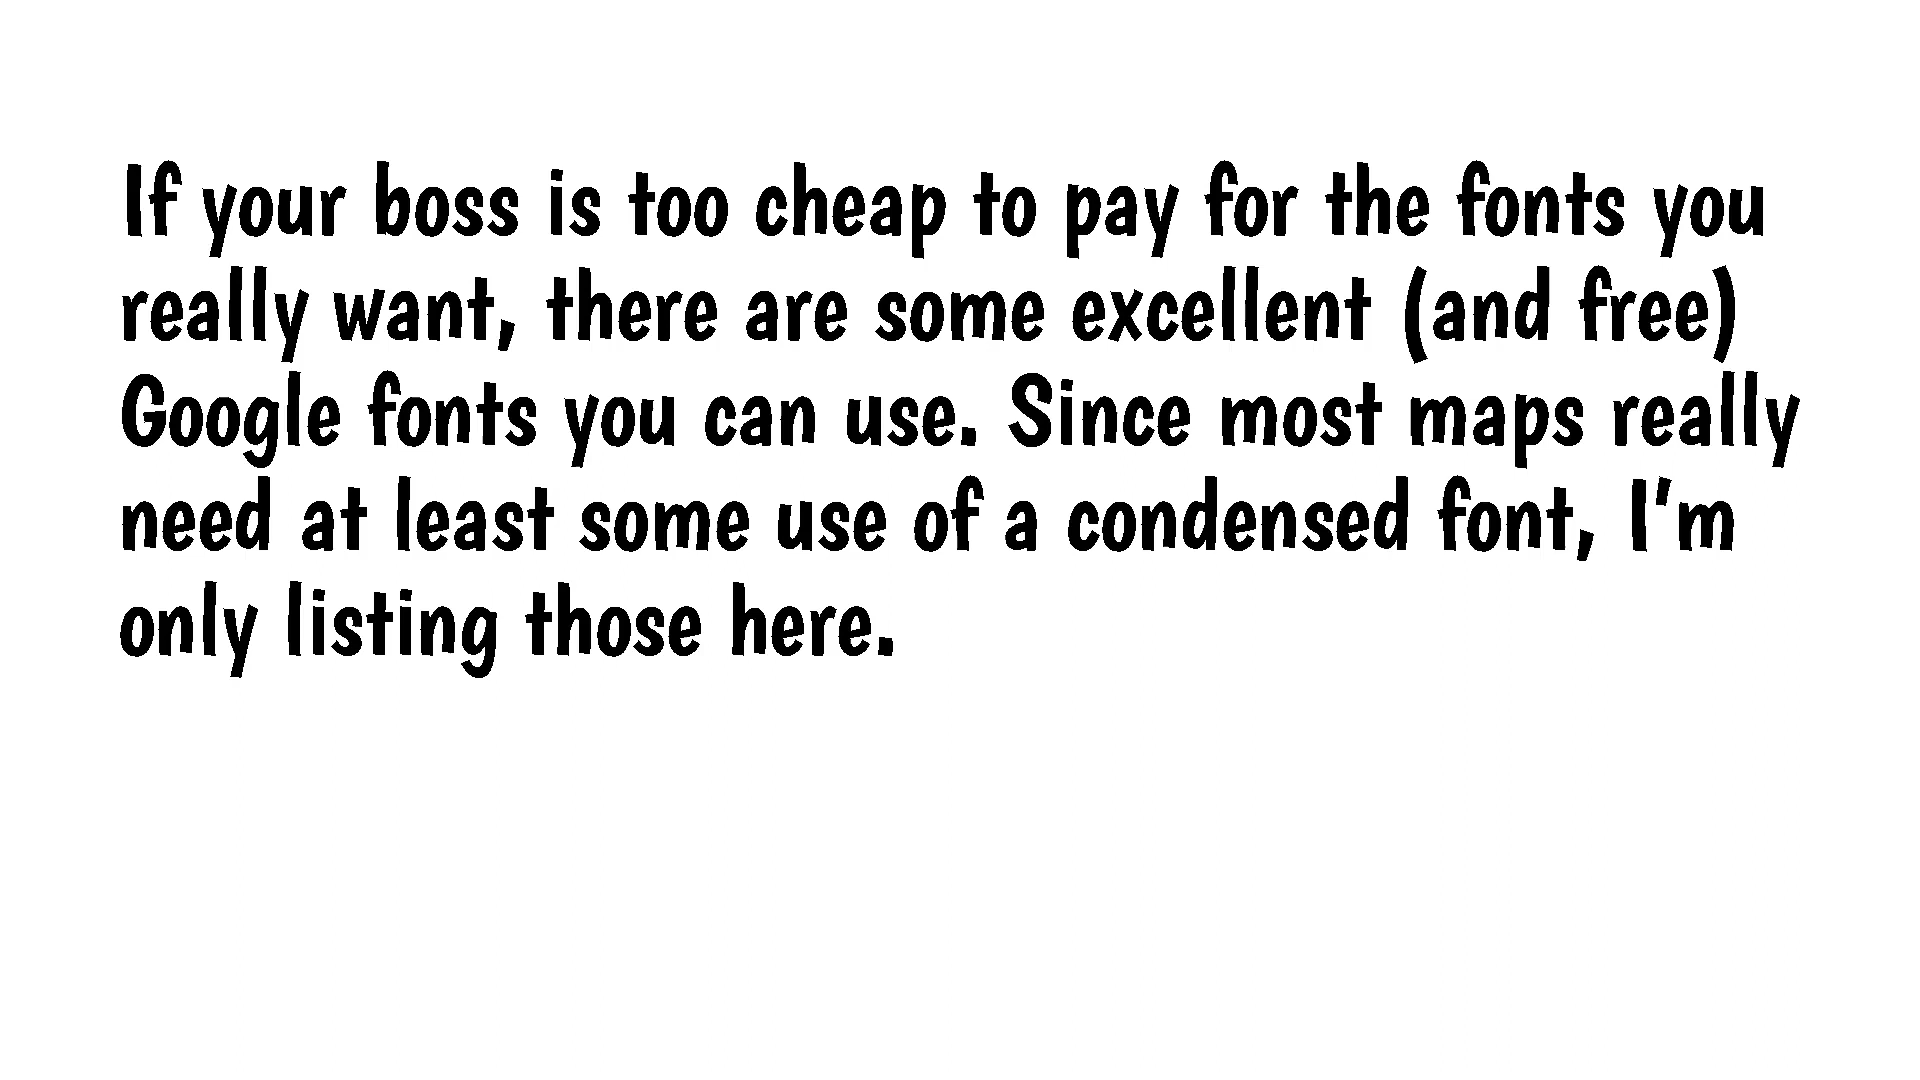 If your boss is too cheap to pay for the fonts you
really want, there are some excellent (and free)
Google fonts you can use. Since most maps really
need at least some use of a condensed font, I'm
only listing those here.